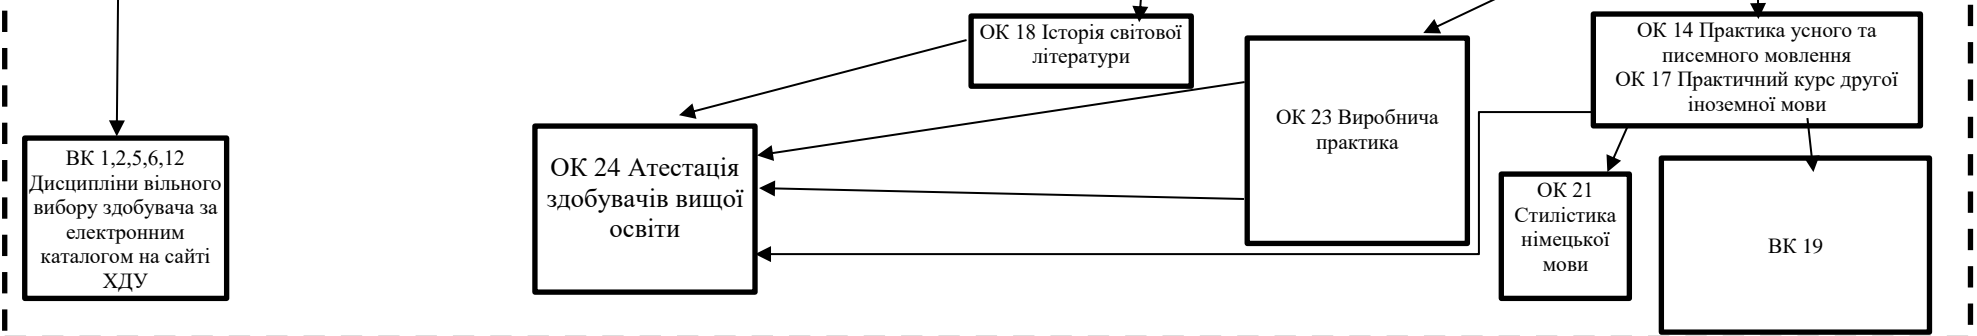 ОК 18 Історія світової
літератури
ОК 14 Практика усного та
писемного мовлення
ОК 17 Практичний курс другої
іноземної мови
ОК 23 Виробнича
практика
ВК 1,2,5,6,12
Дисципліни вільного
вибору здобувача за
електронним
каталогом на сайті
ХДУ
ОК 24 Атестація
здобувачів вищої
освіти
ОК 21
Стилістика
німецької
мови
ВК 19